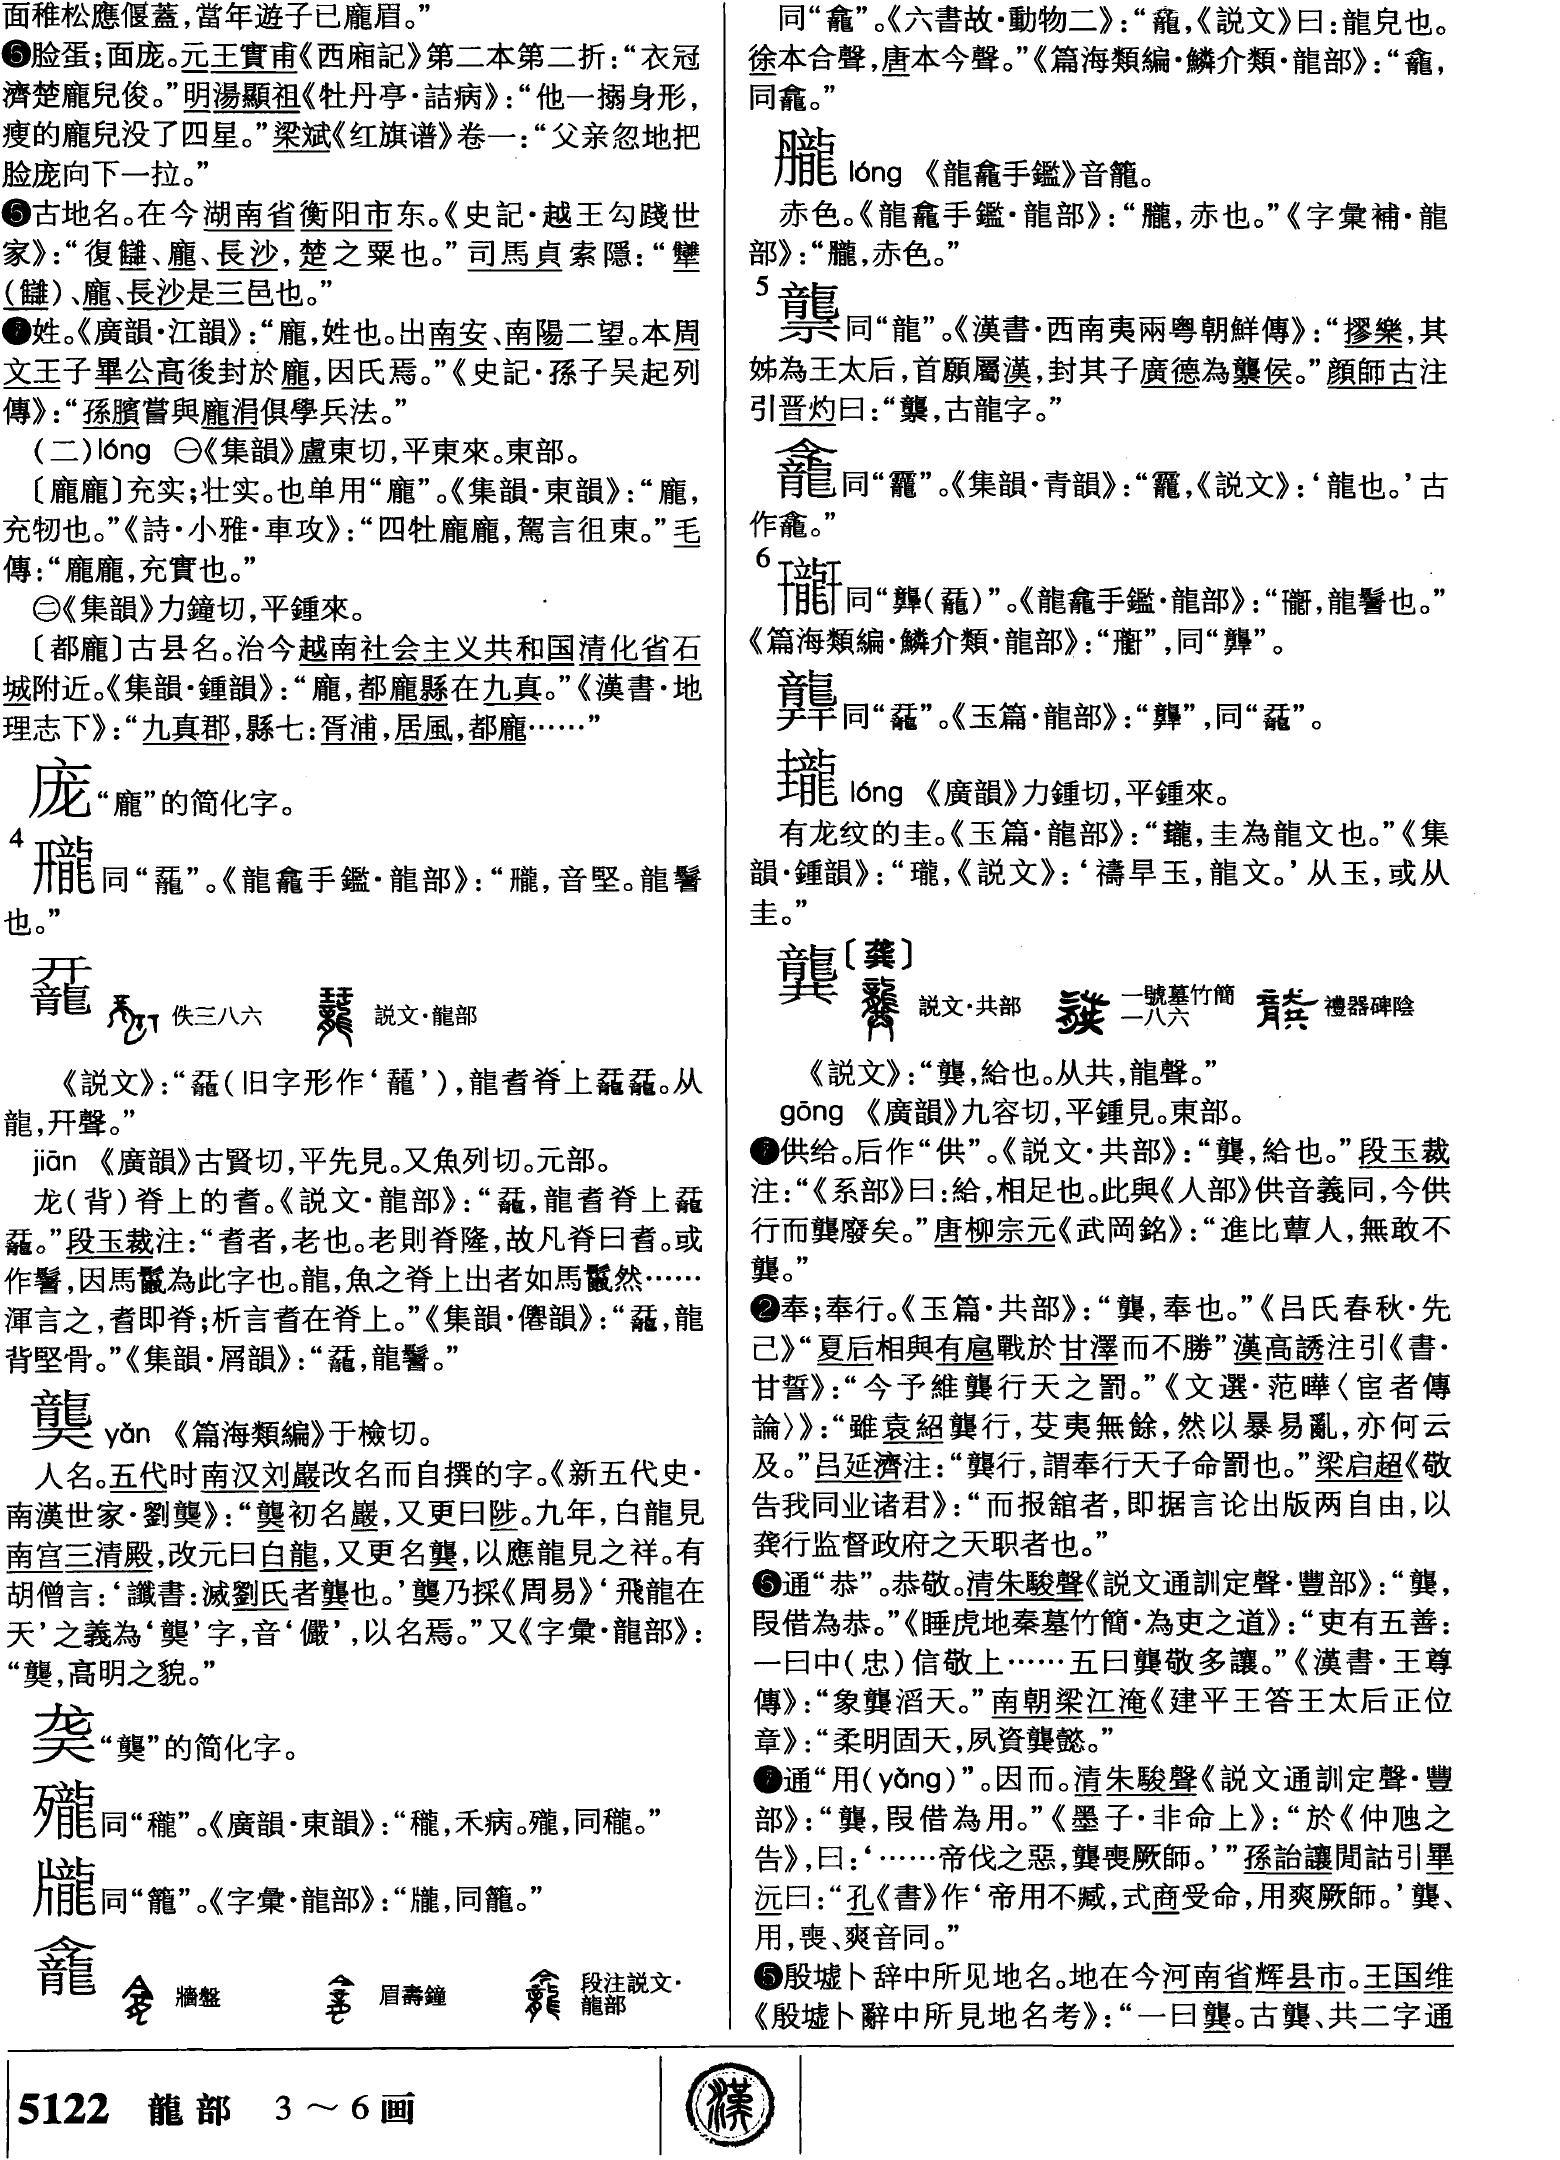 面稚松應偃蓋，當年遊子已龐眉。”
❺脸蛋；面庞。元王實甫《西廂記》第二本第二折：“衣冠
濟楚龐兒俊。”明湯顯祖《牡丹亭·詰病》：“他一搦身形，
瘦的龐兒没了四星。”梁斌《红旗谱》卷一：“父亲忽地把
脸庞向下一拉。”
❻古地名。在今湖南省衡阳市东。《史記·越王勾踐世
家》：“復讎、龐、長沙，楚之粟也。”司馬貞索隱：“犫
（讎）、龐、長沙是三邑也。”
❼姓。《廣韻·江韻》：“龐，姓也。出南安、南陽二望。本周
文王子畢公高後封於龐，因氏焉。”《史記·孫子吴起列
傳》：“孫臏嘗與龐涓俱學兵法。”
（二）lóng ㊀《集韻》盧東切，平東來。東部。
〔龐龐〕充实；壮实。也单用“龐”。《集韻·東韻》：“龐，
充牣也。”《詩·小雅·車攻》：“四牡龐龐，駕言徂東。”毛
傳：“龐龐，充實也。”
㊁《集韻》力鐘切，平鍾來。
〔都龐〕古县名。治今越南社会主义共和国清化省石
城附近。《集韻·鍾韻》：“龐，都龐縣在九真。”《漢書·地
理志下》：“九真郡，縣七：胥浦，居風，都龐……”
庞“龐”的简化字。
4
同“龖”。《龍龕手鑑·龍部》：“，音堅。龍鬐
也。”
佚三八六 説文·龍部
《説文》：“（旧字形作‘’），龍耆脊上。从
龍，幵聲。”
jiān 《廣韻》古賢切，平先見。又魚列切。元部。
龙（背）脊上的耆。《説文·龍部》：“，龍耆脊上
。”段玉裁注：“耆者，老也。老則脊隆，故凡脊曰耆。或
作鬐，因馬鬣為此字也。龍，魚之脊上出者如馬鬣然……
渾言之，耆即脊；析言耆在脊上。”《集韻·僊韻》：“，龍
背堅骨。”《集韻·屑韻》：“，龍鬐。”
龑 yǎn 《篇海類編》于檢切。
人名。五代时南汉刘巖改名而自撰的字。《新五代史·
南漢世家·劉龑》：“龑初名巖，又更曰陟。九年，白龍見
南宫三清殿，改元曰白龍，又更名龑，以應龍見之祥。有
胡僧言：‘讖書：滅劉氏者龑也。’龑乃採《周易》‘飛龍在
天’之義為‘龑’字，音‘儼’，以名焉。”又《字彙·龍部》：
“龑，高明之貌。”
䶮“龑”的简化字。
同“䆍”。《廣韻·東韻》：“，禾病。，同。”
同“籠”。《字彙·龍部》：“，同籠。”
龕 牆盤 眉壽鐘 段注説文·
龍部
同“龕”。《六書故·動物二》：“龕，《説文》曰：龍皃也。
徐本合聲，唐本今聲。”《篇海類編·鱗介類·龍部》：“龕，
同龕。”
lóng 《龍龕手鑑》音籠。
赤色。《龍龕手鑑·龍部》：“，赤也。”《字彙補·龍
部》：“，赤色。”
5
同“龍”。《漢書·西南夷兩粤朝鮮傳》：“摎樂，其
姊為王太后，首願屬漢，封其子廣德為龒侯。”顔師古注
引晋灼曰：“龒，古龍字。”
同“龗”。《集韻·青韻》：“龗，《説文》：‘龍也。’古
作。”
6
同“（）”。《龍龕手鑑·龍部》：“，龍鬐也。”
《篇海類編·鱗介類·龍部》：“”，同“”。
同“”。《玉篇·龍部》：“”，同“”。
lóng 《廣韻》力鍾切，平鍾來。
有龙纹的圭。《玉篇·龍部》：“，圭為龍文也。”《集
韻·鍾韻》：“瓏，《説文》：‘禱旱玉，龍文。’从玉，或从
圭。”
龔〔龚〕 説文·共部 一號墓竹簡
一八六 禮器碑陰
《説文》：“龔，給也。从共，龍聲。”
gōng 《廣韻》九容切，平鍾見。東部。
❶供给。后作“供”。《説文·共部》：“龔，給也。”段玉裁
注：“《系部》曰：給，相足也。此與《人部》供音義同，今供
行而龔廢矣。”唐柳宗元《武岡銘》：“進比蕈人，無敢不
龔。”
❷奉；奉行。《玉篇·共部》：“龔，奉也。”《吕氏春秋·先
己》“夏后相與有扈戰於甘澤而不勝”漢高誘注引《書·
甘誓》：“今予維龔行天之罰。”《文選·范曄〈宦者傳
論〉》：“雖袁紹龔行，芟夷無餘，然以暴易亂，亦何云
及。”吕延濟注：“龔行，謂奉行天子命罰也。”梁启超《敬
告我同业诸君》：“而报舘者，即据言论出版两自由，以
龚行监督政府之天职者也。”
❸通“恭”。恭敬。清朱駿聲《説文通訓定聲·豐部》：“龔，
叚借為恭。”《睡虎地秦墓竹簡·為吏之道》：“吏有五善：
一曰中（忠）信敬上……五曰龔敬多讓。”《漢書·王尊
傳》：“象龔滔天。”南朝梁江淹《建平王答王太后正位
章》：“柔明固天，夙資龔懿。”
❹通“用（yǎng）”。因而。清朱駿聲《説文通訓定聲·豐
部》：“龔，叚借為用。”《墨子·非命上》：“於《仲虺之
告》，曰：‘……帝伐之惡，龔喪厥師。’”孫詒讓閒詁引畢
沅曰：“孔《書》作‘帝用不臧，式商受命，用爽厥師。’龔、
用，喪、爽音同。”
❺殷墟卜辞中所见地名。地在今河南省辉县市。王国维
《殷墟卜辭中所見地名考》：“一曰龔。古龔、共二字通
5122 龍部 3～6画
漢